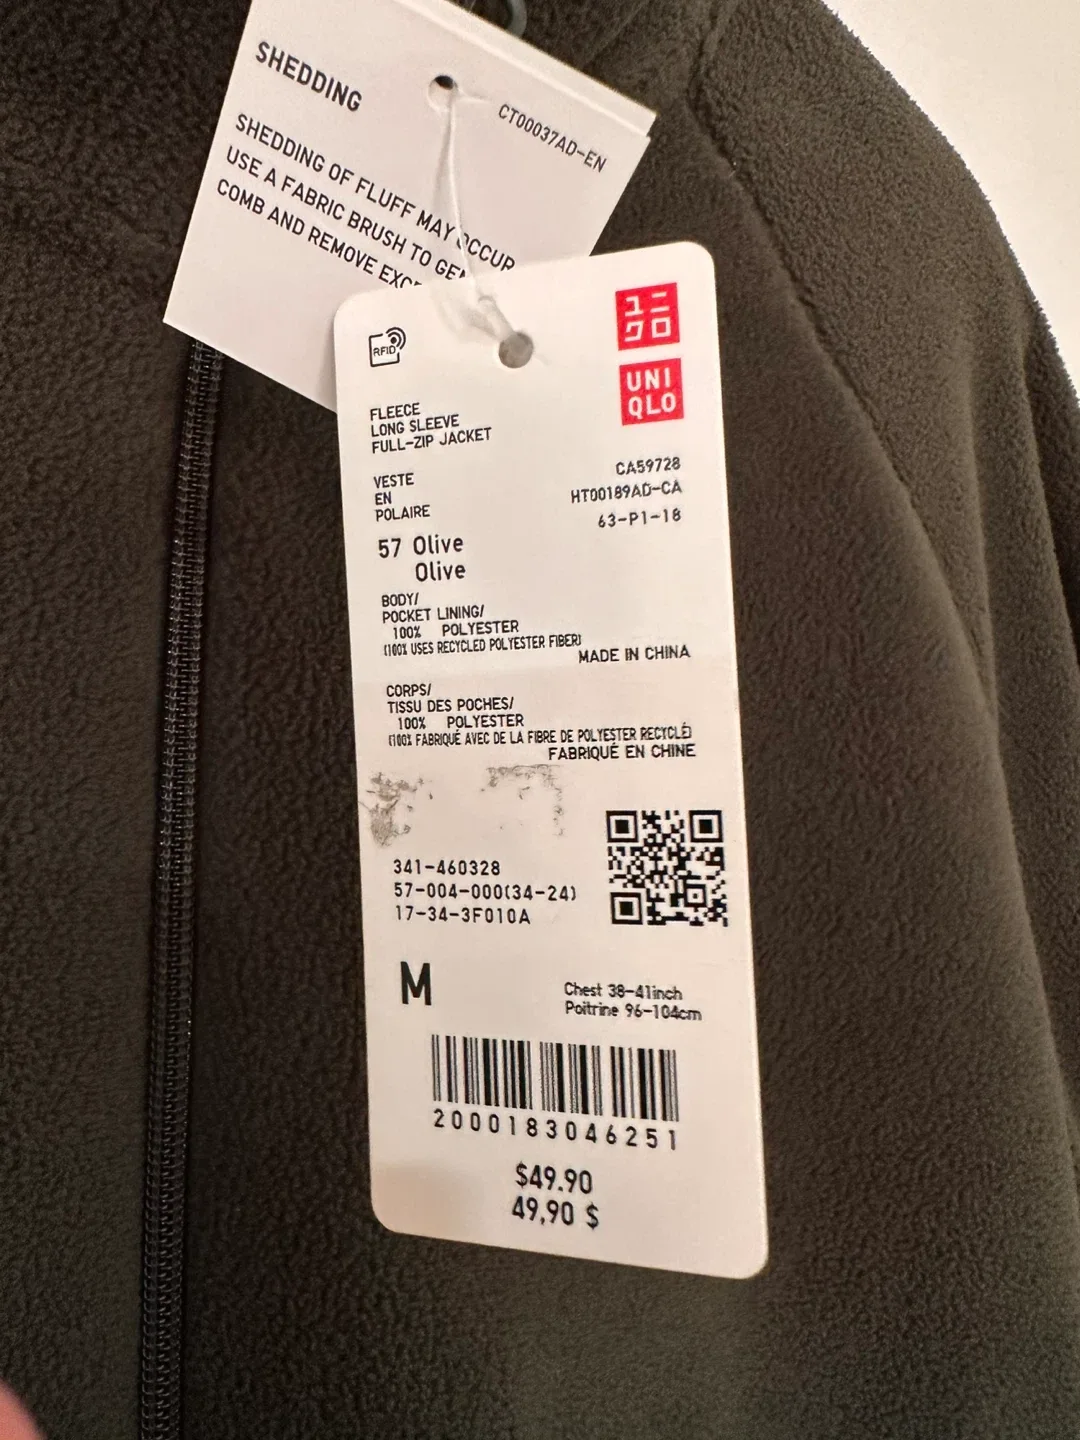 SHEDDING
CT00037AD-EN
SHEDDING OF FLUFF MAY OCCUR
USE A FABRIC BRUSH TO
COMB AND REMOVE
RFID
ユニ
クロ
UNI
QLO
FLEECE
LONG SLEEVE
FULL-ZIP JACKET
VESTE
EN
POLAIRE
CA59728
HT00189AD-CA
63-P1-18
57 Olive
Olive
BODY/
POCKET LINING/
100% POLYESTER
(100% USES RECYCLED POLYESTER FIBER)
MADE IN CHINA
CORPS/
TISSU DES POCHES/
100% POLYESTER
(100% FABRIQUÉ AVEC DE LA FIBRE DE POLYESTER RECYCLÉ)
FABRIQUÉ EN CHINE
341-460328
57-004-000(34-24)
17-34-3F010A
M
Chest 38-41inch
Poitrine 96-104cm
2000183046251
$49.90
49,90 $